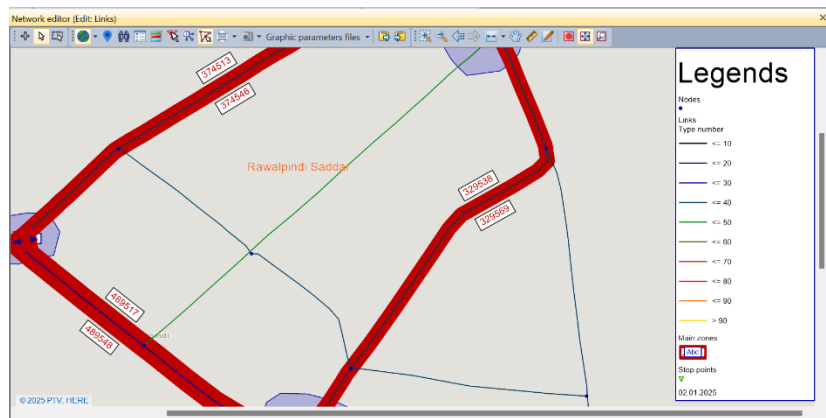 Network editor (Edit: Links)
Graphic parameters files
374513
374546
Rawalpindi Saddar
329538
329569
489517
489548
© 2025 PTV, HERE
Legends
Nodes
Links
Type number
<= 10
<= 20
<= 30
<= 40
<= 50
<= 60
<= 70
<= 80
<= 90
> 90
Main zones
Abc
Stop points
02.01.2025